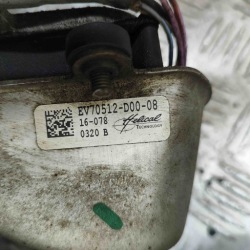 EV70512-D00-08
16-078
0320 B
Helical
TECHNOLOGY